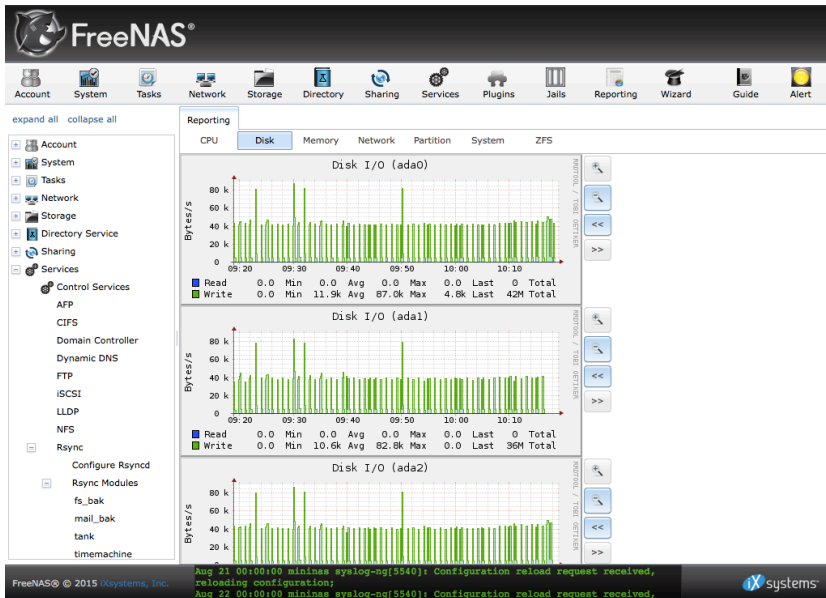 FreeNAS®
Account System Tasks Network Storage Directory Sharing Services Plugins Jails Reporting Wizard Guide Alert
expand all collapse all
Account
System
Tasks
Network
Storage
Directory Service
Sharing
Services
Control Services
AFP
CIFS
Domain Controller
Dynamic DNS
FTP
iSCSI
LLDP
NFS
Rsync
Configure Rsyncd
Rsync Modules
fs_bak
mail_bak
tank
timemachine
Reporting
CPU Disk Memory Network Partition System ZFS
Disk I/O (ada0)
RRDTOOL / TOBI OETIKER
Bytes/s
80 k
60 k
40 k
20 k
0
09:20 09:30 09:40 09:50 10:00 10:10
Read 0.0 Min 0.0 Avg 0.0 Max 0.0 Last 0 Total
Write 0.0 Min 11.9k Avg 87.0k Max 4.8k Last 42M Total
<<
>>
Disk I/O (ada1)
RRDTOOL / TOBI OETIKER
Bytes/s
80 k
60 k
40 k
20 k
0
09:20 09:30 09:40 09:50 10:00 10:10
Read 0.0 Min 0.0 Avg 0.0 Max 0.0 Last 0 Total
Write 0.0 Min 10.6k Avg 82.8k Max 0.0 Last 36M Total
<<
>>
Disk I/O (ada2)
RRDTOOL / TOBI OETIKER
Bytes/s
80 k
60 k
40 k
20 k
<<
>>
FreeNAS® © 2015 iXsystems, Inc.
Aug 21 00:00:00 mininas syslog-ng[5540]: Configuration reload request received,
reloading configuration;
Aug 22 00:00:00 mininas syslog-ng[5540]: Configuration reload request received,
iXsystems